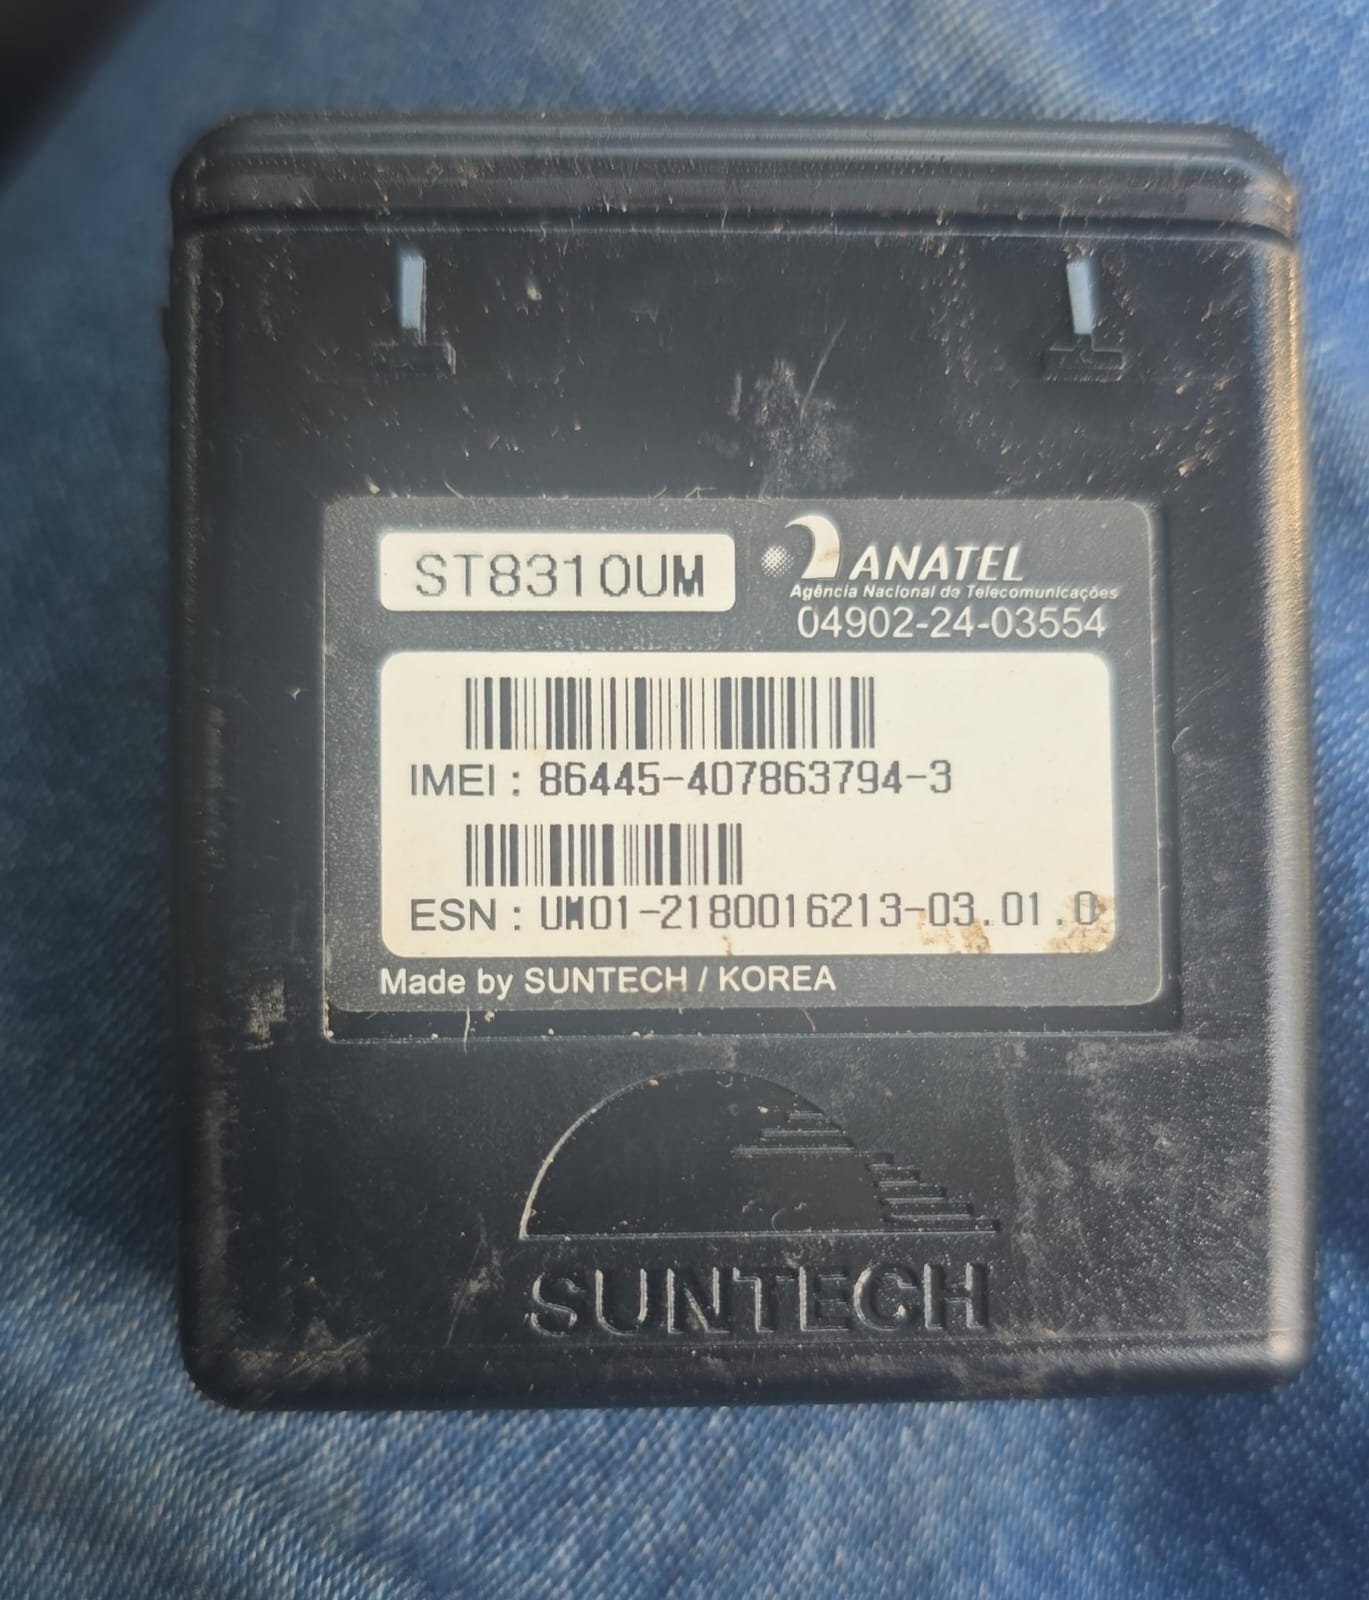 ST8310UM
ANATEL
Agência Nacional de Telecomunicações
04902-24-03554
IMEI : 86445-407863794-3
ESN : UM01-2180016213-03.01.0
Made by SUNTECH / KOREA
SUNTECH